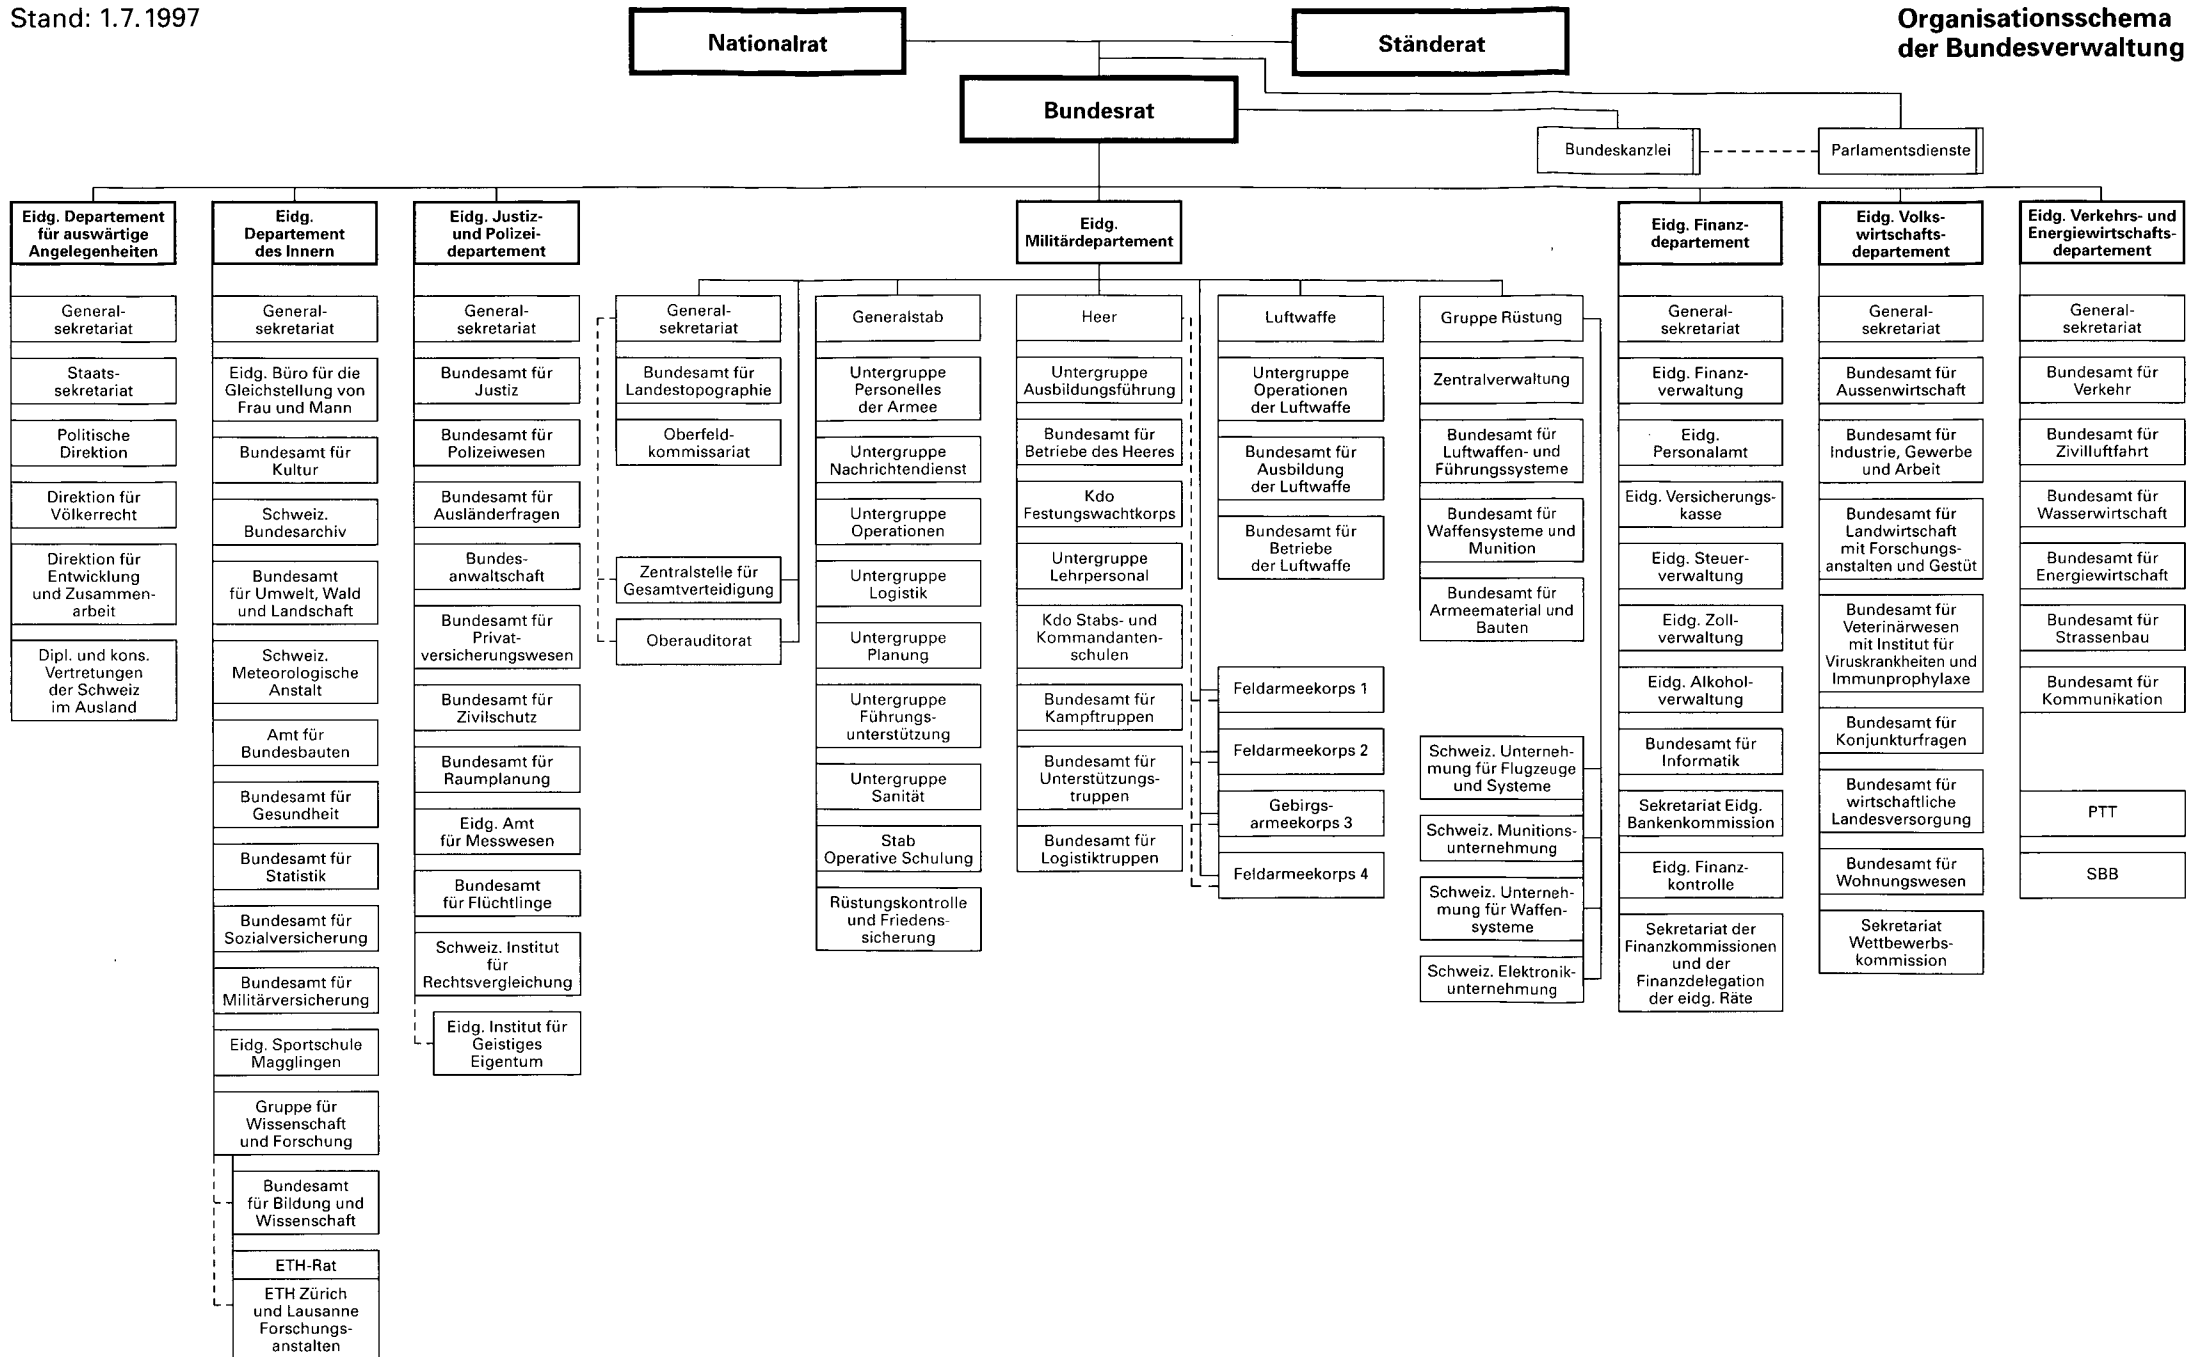 Stand: 1.7.1997
Organisationsschema
der Bundesverwaltung
Nationalrat
Ständerat
Bundesrat
Bundeskanzlei
Parlamentsdienste
Eidg. Departement
für auswärtige
Angelegenheiten
General-
sekretariat
Staats-
sekretariat
Politische
Direktion
Direktion für
Völkerrecht
Direktion für
Entwicklung
und Zusammen-
arbeit
Dipl. und kons.
Vertretungen
der Schweiz
im Ausland
Eidg.
Departement
des Innern
General-
sekretariat
Eidg. Büro für die
Gleichstellung von
Frau und Mann
Bundesamt für
Kultur
Schweiz.
Bundesarchiv
Bundesamt
für Umwelt, Wald
und Landschaft
Schweiz.
Meteorologische
Anstalt
Amt für
Bundesbauten
Bundesamt für
Gesundheit
Bundesamt für
Statistik
Bundesamt für
Sozialversicherung
Bundesamt für
Militärversicherung
Eidg. Sportschule
Magglingen
Gruppe für
Wissenschaft
und Forschung
Bundesamt
für Bildung und
Wissenschaft
ETH-Rat
ETH Zürich
und Lausanne
Forschungs-
anstalten
Eidg. Justiz-
und Polizei-
departement
General-
sekretariat
Bundesamt für
Justiz
Bundesamt für
Polizeiwesen
Bundesamt für
Ausländerfragen
Bundes-
anwaltschaft
Bundesamt für
Privat-
versicherungswesen
Bundesamt für
Zivilschutz
Bundesamt für
Raumplanung
Eidg. Amt
für Messwesen
Bundesamt
für Flüchtlinge
Schweiz. Institut
für
Rechtsvergleichung
Eidg. Institut für
Geistiges
Eigentum
Eidg.
Militärdepartement
General-
sekretariat
Bundesamt für
Landestopographie
Oberfeld-
kommissariat
Zentralstelle für
Gesamtverteidigung
Oberauditorat
Generalstab
Untergruppe
Personelles
der Armee
Untergruppe
Nachrichtendienst
Untergruppe
Operationen
Untergruppe
Logistik
Untergruppe
Planung
Untergruppe
Führungs-
unterstützung
Untergruppe
Sanität
Stab
Operative Schulung
Rüstungskontrolle
und Friedens-
sicherung
Heer
Untergruppe
Ausbildungsführung
Bundesamt für
Betriebe des Heeres
Kdo
Festungswachtkorps
Untergruppe
Lehrpersonal
Kdo Stabs- und
Kommandanten-
schulen
Bundesamt für
Kampftruppen
Bundesamt für
Unterstützungs-
truppen
Bundesamt für
Logistiktruppen
Luftwaffe
Untergruppe
Operationen
der Luftwaffe
Bundesamt für
Ausbildung
der Luftwaffe
Bundesamt für
Betriebe
der Luftwaffe
Feldarmeekorps 1
Feldarmeekorps 2
Gebirgs-
armeekorps 3
Feldarmeekorps 4
Gruppe Rüstung
Zentralverwaltung
Bundesamt für
Luftwaffen- und
Führungssysteme
Bundesamt für
Waffensysteme und
Munition
Bundesamt für
Armeematerial und
Bauten
Schweiz. Unterneh-
mung für Flugzeuge
und Systeme
Schweiz. Munitions-
unternehmung
Schweiz. Unterneh-
mung für Waffen-
systeme
Schweiz. Elektronik-
unternehmung
Eidg. Finanz-
departement
General-
sekretariat
Eidg. Finanz-
verwaltung
Eidg.
Personalamt
Eidg. Versicherungs-
kasse
Eidg. Steuer-
verwaltung
Eidg. Zoll-
verwaltung
Eidg. Alkohol-
verwaltung
Bundesamt für
Informatik
Sekretariat Eidg.
Bankenkommission
Eidg. Finanz-
kontrolle
Sekretariat der
Finanzkommissionen
und der
Finanzdelegation
der eidg. Räte
Eidg. Volks-
wirtschafts-
departement
General-
sekretariat
Bundesamt für
Aussenwirtschaft
Bundesamt für
Industrie, Gewerbe
und Arbeit
Bundesamt für
Landwirtschaft
mit Forschungs-
anstalten und Gestüt
Bundesamt für
Veterinärwesen
mit Institut für
Viruskrankheiten und
Immunprophylaxe
Bundesamt für
Konjunkturfragen
Bundesamt für
wirtschaftliche
Landesversorgung
Bundesamt für
Wohnungswesen
Sekretariat
Wettbewerbs-
kommission
Eidg. Verkehrs- und
Energiewirtschafts-
departement
General-
sekretariat
Bundesamt für
Verkehr
Bundesamt für
Zivilluftfahrt
Bundesamt für
Wasserwirtschaft
Bundesamt für
Energiewirtschaft
Bundesamt für
Strassenbau
Bundesamt für
Kommunikation
PTT
SBB